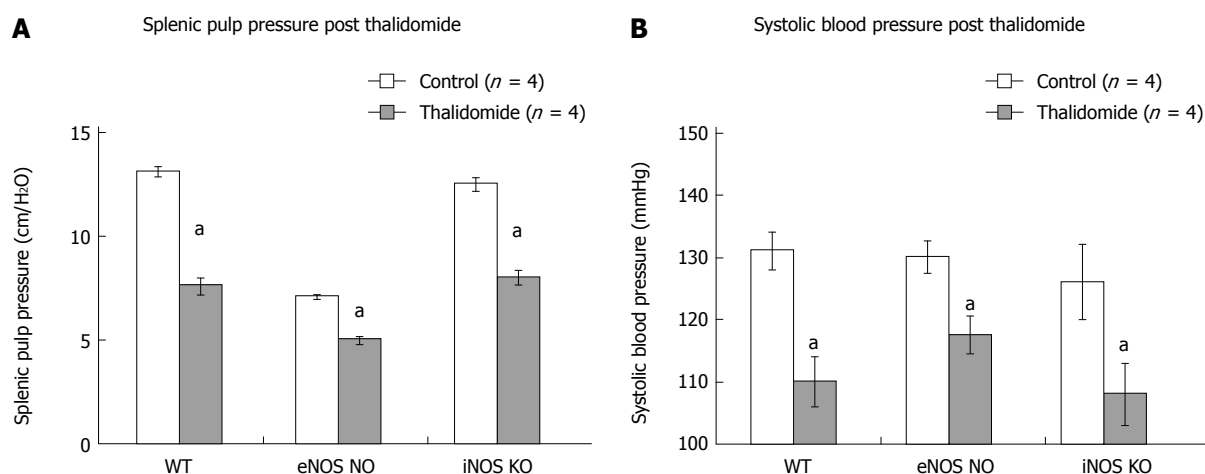 A
Splenic pulp pressure post thalidomide
Control (n = 4)
Thalidomide (n = 4)
Splenic pulp pressure (cm/H₂O)
15
10
5
0
a
a
a
WT
eNOS NO
iNOS KO
B
Systolic blood pressure post thalidomide
Control (n = 4)
Thalidomide (n = 4)
Systolic blood pressure (mmHg)
150
140
130
120
110
100
a
a
a
WT
eNOS NO
iNOS KO